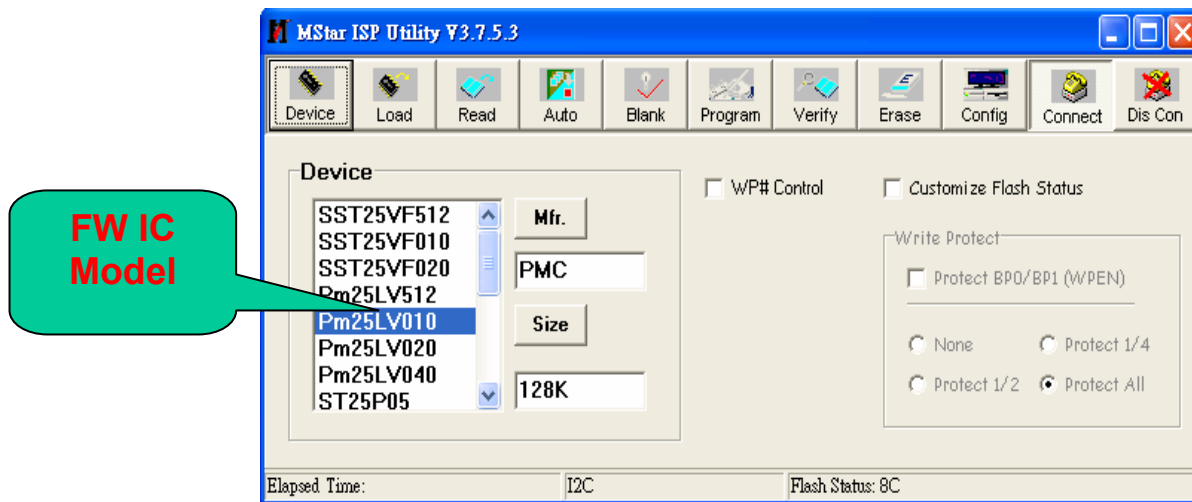 MStar ISP Utility V3.7.5.3
Device
Load
Read
Auto
Blank
Program
Verify
Erase
Config
Connect
Dis Con
FW IC
Model
Device
SST25VF512
SST25VF010
SST25VF020
Pm25LV512
Pm25LV010
Pm25LV020
Pm25LV040
ST25P05
Mfr.
PMC
Size
128K
WP# Control
Customize Flash Status
Write Protect
Protect BP0/BP1 (WPEN)
None
Protect 1/4
Protect 1/2
Protect All
Elapsed Time:
I2C
Flash Status: 8C